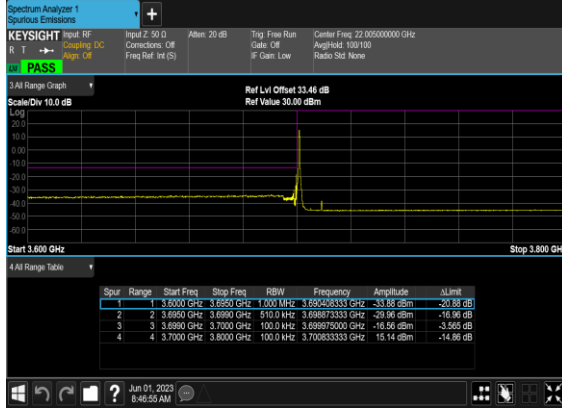 Spectrum Analyzer 1
Spurious Emissions
+
KEYSIGHT Input: RF Input Z: 50 Ω Atten: 20 dB Trig: Free Run Center Freq: 22.005000000 GHz
R T Coupling: DC Corrections: Off Gate: Off Avg|Hold: 100/100
Align: Off Freq Ref: Int (S) IF Gain: Low Radio Std: None
PASS
3 All Range Graph
Ref Lvl Offset 33.46 dB
Scale/Div 10.0 dB Ref Value 30.00 dBm
Log
20.0
10.0
0.00
-10.0
-20.0
-30.0
-40.0
-50.0
-60.0
Start 3.600 GHz Stop 3.800 GH
4 All Range Table
Spur Range Start Freq Stop Freq RBW Frequency Amplitude ΔLimit
1 1 3.6000 GHz 3.6950 GHz 1.000 MHz 3.690408333 GHz -33.88 dBm -20.88 dB
2 2 3.6950 GHz 3.6990 GHz 510.0 kHz 3.698873333 GHz -29.96 dBm -16.96 dB
3 3 3.6990 GHz 3.7000 GHz 100.0 kHz 3.699975000 GHz -16.56 dBm -3.565 dB
4 4 3.7000 GHz 3.8000 GHz 100.0 kHz 3.700833333 GHz 15.14 dBm -14.86 dB
? Jun 01, 2023
8:46:55 AM